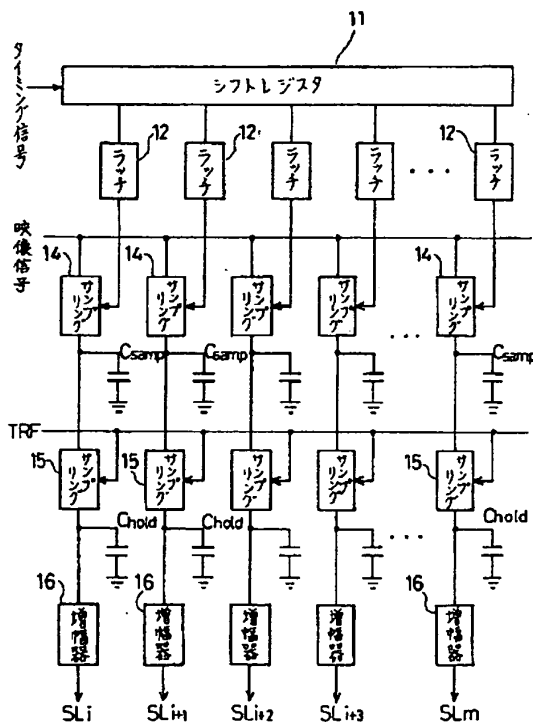 11
タイミング信号
シフトレジスタ
12
12'
12
ラッチ
ラッチ
ラッチ
ラッチ
...
ラッチ
映像信号
14
14
14
サンプリング
サンプリング
サンプリング
サンプリング
...
サンプリング
Csamp
Csamp
Csamp
TRF
15
15
15
サンプリング
サンプリング
サンプリング
サンプリング
サンプリング
Chold
Chold
...
Chold
16
16
16
増幅器
増幅器
増幅器
増幅器
増幅器
SLi
SLi+1
SLi+2
SLi+3
SLm